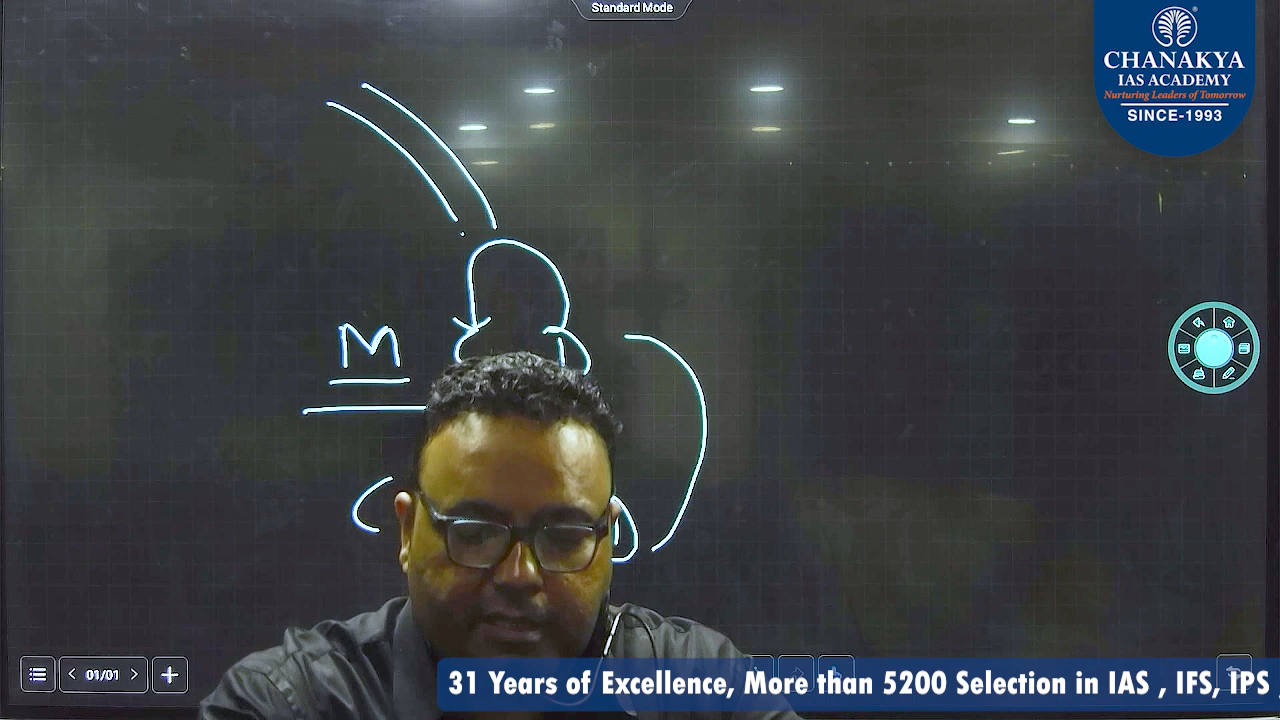 Standard Mode
CHANAKYA
IAS ACADEMY
Nurturing Leaders of Tomorrow
SINCE-1993
M
C D
C D
01/01
31 Years of Excellence, More than 5200 Selection in IAS , IFS, IPS